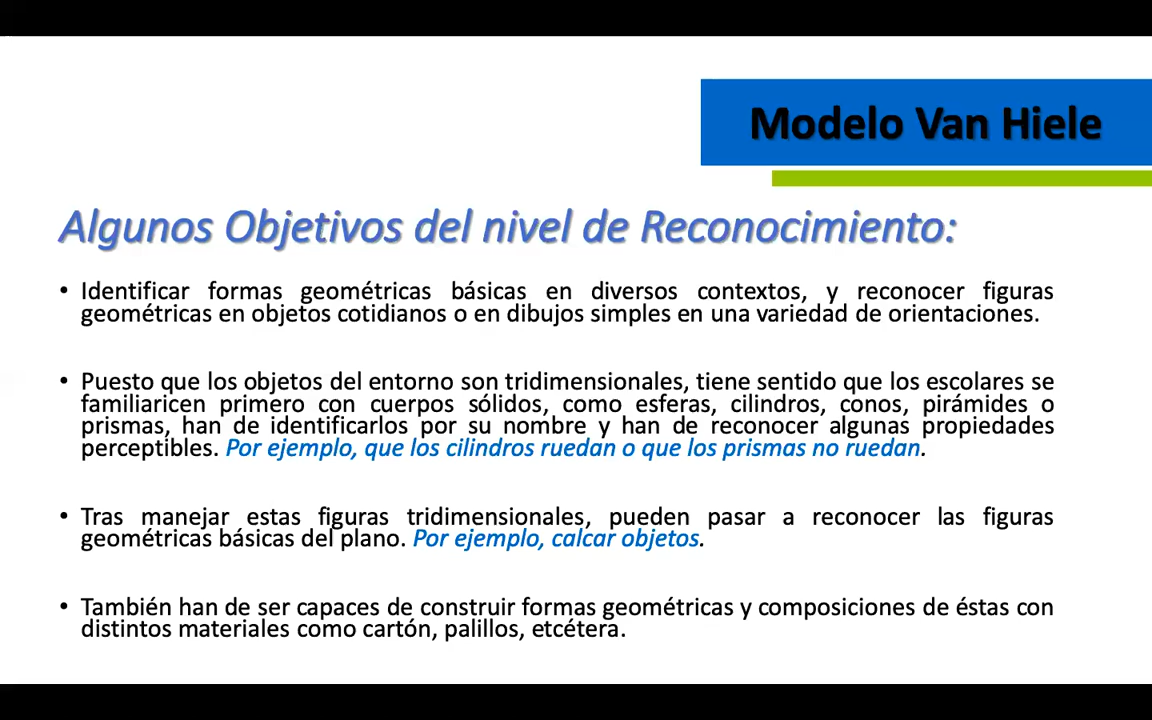 Modelo Van Hiele
Algunos Objetivos del nivel de Reconocimiento:
• Identificar formas geométricas básicas en diversos contextos, y reconocer figuras
geométricas en objetos cotidianos o en dibujos simples en una variedad de orientaciones.
• Puesto que los objetos del entorno son tridimensionales, tiene sentido que los escolares se
familiaricen primero con cuerpos sólidos, como esferas, cilindros, conos, pirámides o
prismas, han de identificarlos por su nombre y han de reconocer algunas propiedades
perceptibles. Por ejemplo, que los cilindros ruedan o que los prismas no ruedan.
• Tras manejar estas figuras tridimensionales, pueden pasar a reconocer las figuras
geométricas básicas del plano. Por ejemplo, calcar objetos.
• También han de ser capaces de construir formas geométricas y composiciones de éstas con
distintos materiales como cartón, palillos, etcétera.